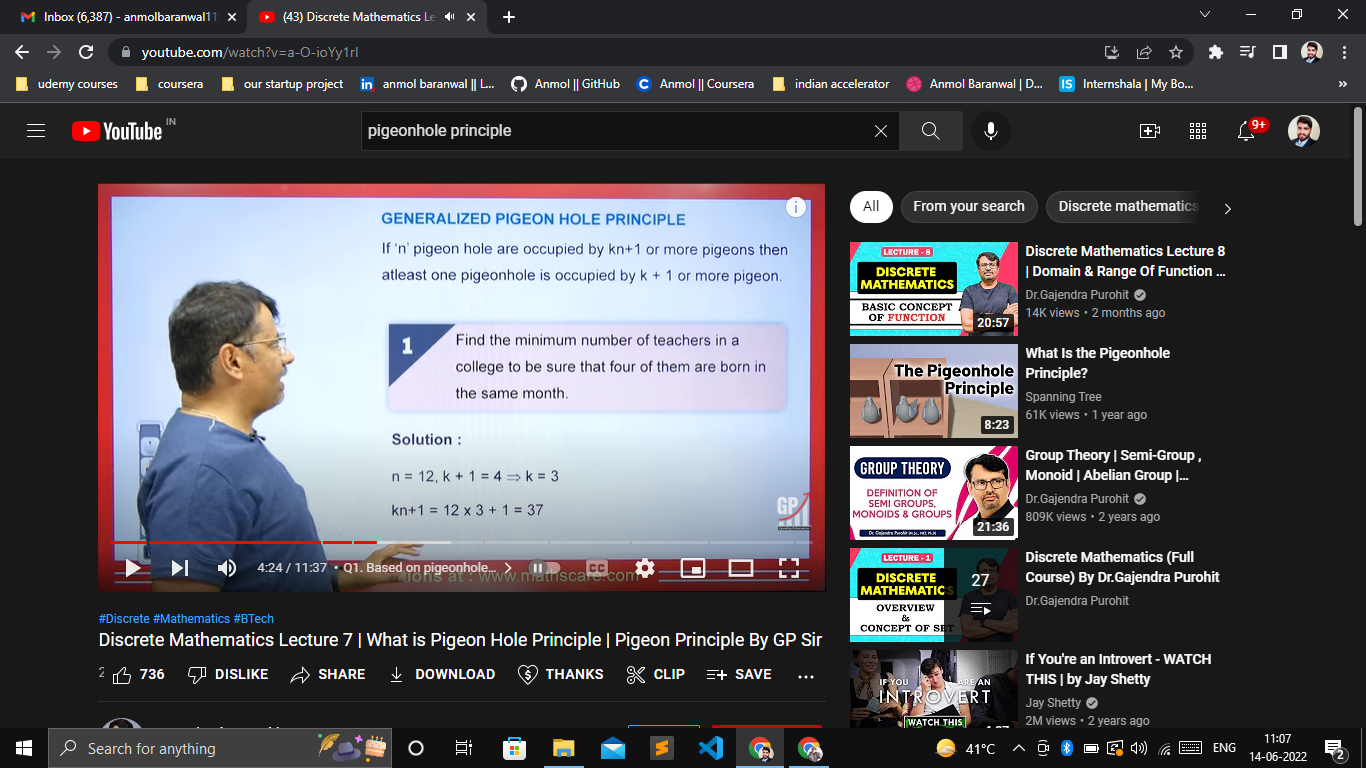 Inbox (6,387) - anmolbaranwal11
(43) Discrete Mathematics Le
youtube.com/watch?v=a-O-ioYy1rI
udemy courses
coursera
our startup project
anmol baranwal || L...
Anmol || GitHub
Anmol || Coursera
indian accelerator
Anmol Baranwal | D...
Internshala | My Bo...
YouTube IN
pigeonhole principle
9+
GENERALIZED PIGEON HOLE PRINCIPLE
If 'n' pigeon hole are occupied by kn+1 or more pigeons then
atleast one pigeonhole is occupied by k + 1 or more pigeon.
1
Find the minimum number of teachers in a
college to be sure that four of them are born in
the same month.
Solution :
n = 12, k + 1 = 4 ⇒ k = 3
kn+1 = 12 x 3 + 1 = 37
GP
4:24 / 11:37 • Q1. Based on pigeonhole...
CC
www.mathscare.com
#Discrete #Mathematics #BTech
Discrete Mathematics Lecture 7 | What is Pigeon Hole Principle | Pigeon Principle By GP Sir
736
DISLIKE
SHARE
DOWNLOAD
THANKS
CLIP
SAVE
All
From your search
Discrete mathematics
LECTURE - 8
DISCRETE
MATHEMATICS
BASIC CONCEPT
OF FUNCTION
20:57
Discrete Mathematics Lecture 8
| Domain & Range Of Function ...
Dr.Gajendra Purohit
14K views • 2 months ago
The Pigeonhole
Principle
8:23
What Is the Pigeonhole
Principle?
Spanning Tree
61K views • 1 year ago
GROUP THEORY
DEFINITION OF
SEMI GROUPS,
MONOIDS & GROUPS
21:36
Group Theory | Semi-Group ,
Monoid | Abelian Group |...
Dr.Gajendra Purohit
809K views • 2 years ago
LECTURE - 1
DISCRETE
MATHEMATICS
OVERVIEW
&
CONCEPT OF SET
27
Discrete Mathematics (Full
Course) By Dr.Gajendra Purohit
Dr.Gajendra Purohit
IF YOU ARE AN
INTROVERT
WATCH THIS
If You're an Introvert - WATCH
THIS | by Jay Shetty
Jay Shetty
2M views • 2 years ago
Search for anything
41°C
ENG
11:07
14-06-2022
2